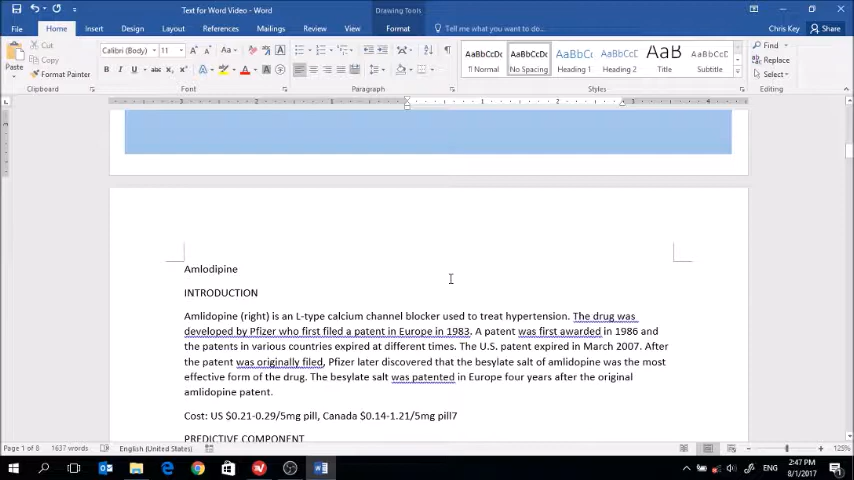 Text for Word Video - Word
Drawing Tools
File Home Insert Design Layout References Mailings Review View Format Tell me what you want to do... Chris Key Share
Cut
Copy
Format Painter
Paste
Calibri (Body) 11
Find
Replace
Select
AaBbCcDc AaBbCcDc AaBbCc AaBbCcC AaB AaBbCcD
¶ Normal No Spacing Heading 1 Heading 2 Title Subtitle
Clipboard Font Paragraph Styles Editing
Amlodipine
INTRODUCTION
Amlidopine (right) is an L-type calcium channel blocker used to treat hypertension. The drug was
developed by Pfizer who first filed a patent in Europe in 1983. A patent was first awarded in 1986 and
the patents in various countries expired at different times. The U.S. patent expired in March 2007. After
the patent was originally filed, Pfizer later discovered that the besylate salt of amlidopine was the most
effective form of the drug. The besylate salt was patented in Europe four years after the original
amlidopine patent.
Cost: US $0.21-0.29/5mg pill, Canada $0.14-1.21/5mg pill7
PREDICTIVE COMPONENT
Page 1 of 8 1637 words English (United States) 125%
ENG
2:47 PM
8/1/2017